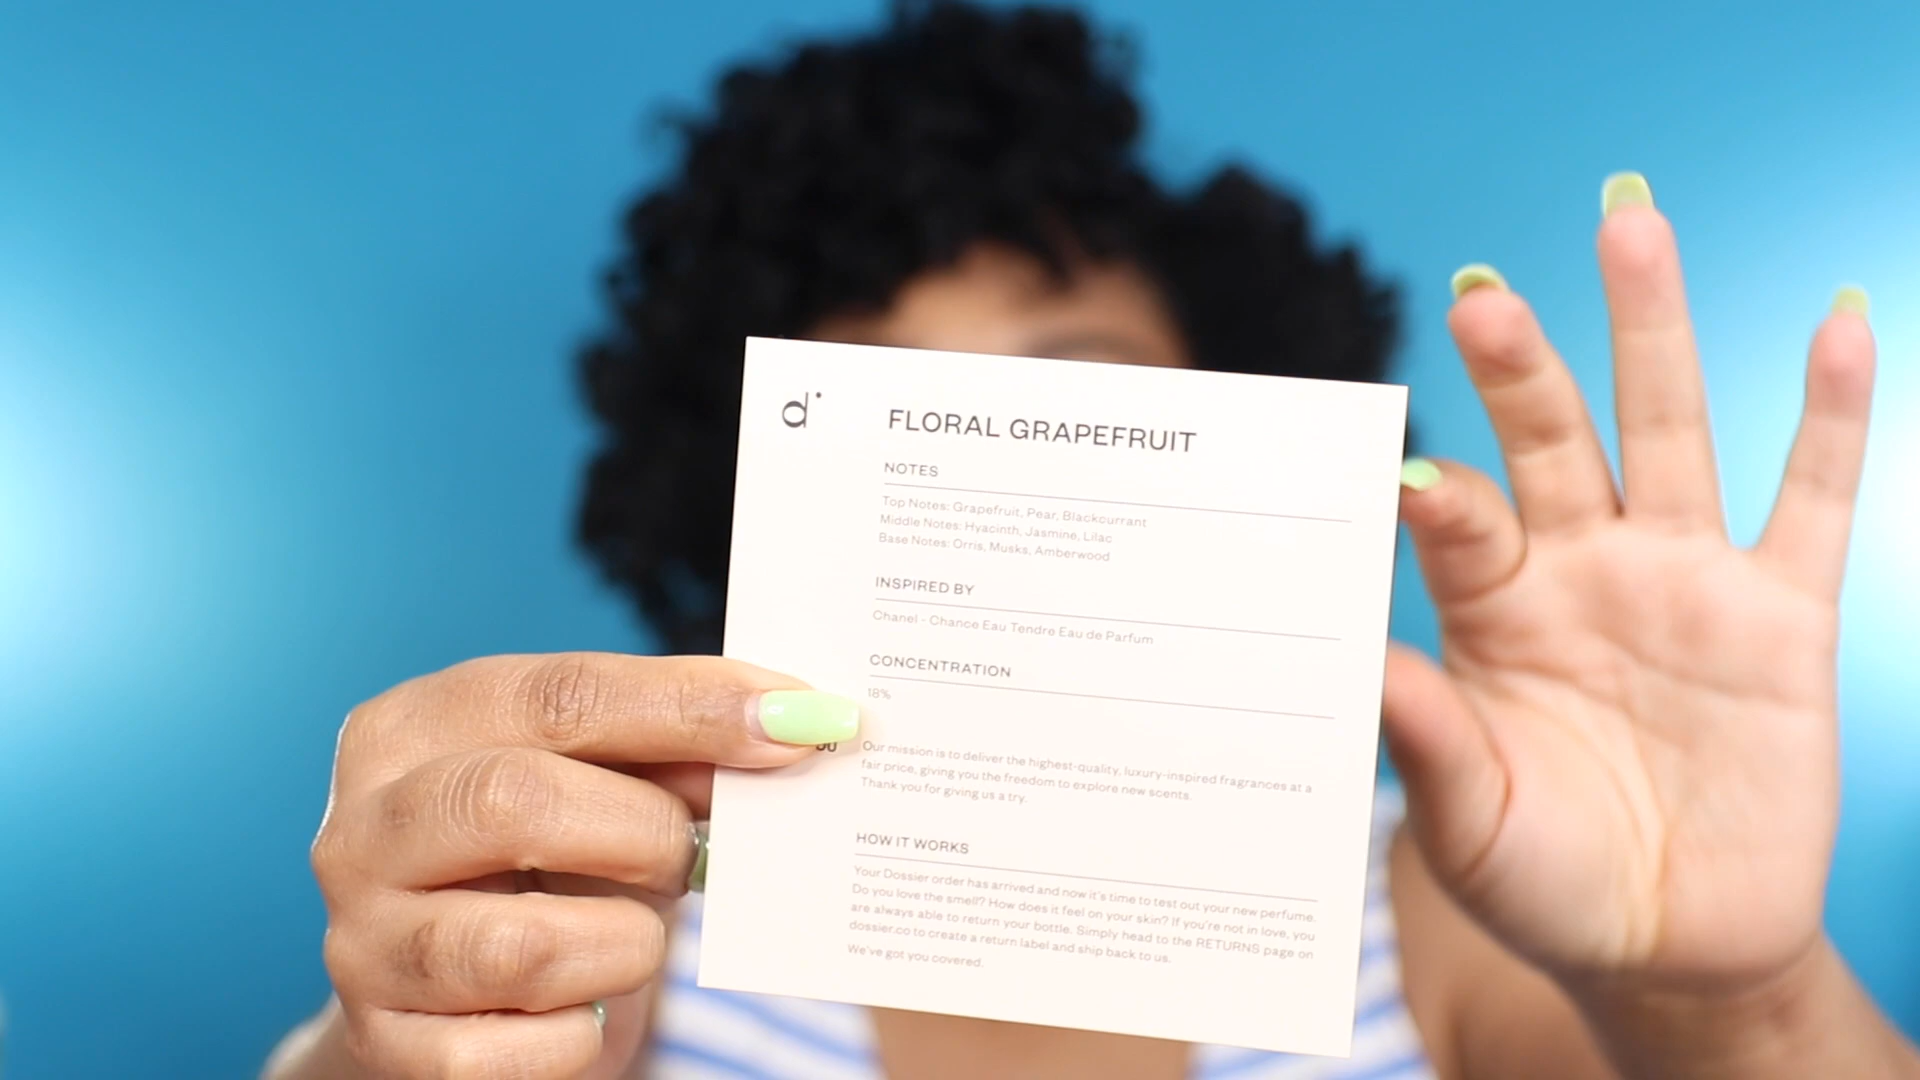 d
FLORAL GRAPEFRUIT
NOTES
Top Notes: Grapefruit, Pear, Blackcurrant
Middle Notes: Hyacinth, Jasmine, Lilac
Base Notes: Orris, Musks, Amberwood
INSPIRED BY
Chanel - Chance Eau Tendre Eau de Parfum
CONCENTRATION
18%
Our mission is to deliver the highest-quality, luxury-inspired fragrances at a
fair price, giving you the freedom to explore new scents.
Thank you for giving us a try.
HOW IT WORKS
Your Dossier order has arrived and now it's time to test out your new perfume.
Do you love the smell? How does it feel on your skin? If you're not in love, you
are always able to return your bottle. Simply head to the RETURNS page on
dossier.co to create a return label and ship back to us.
We've got you covered.